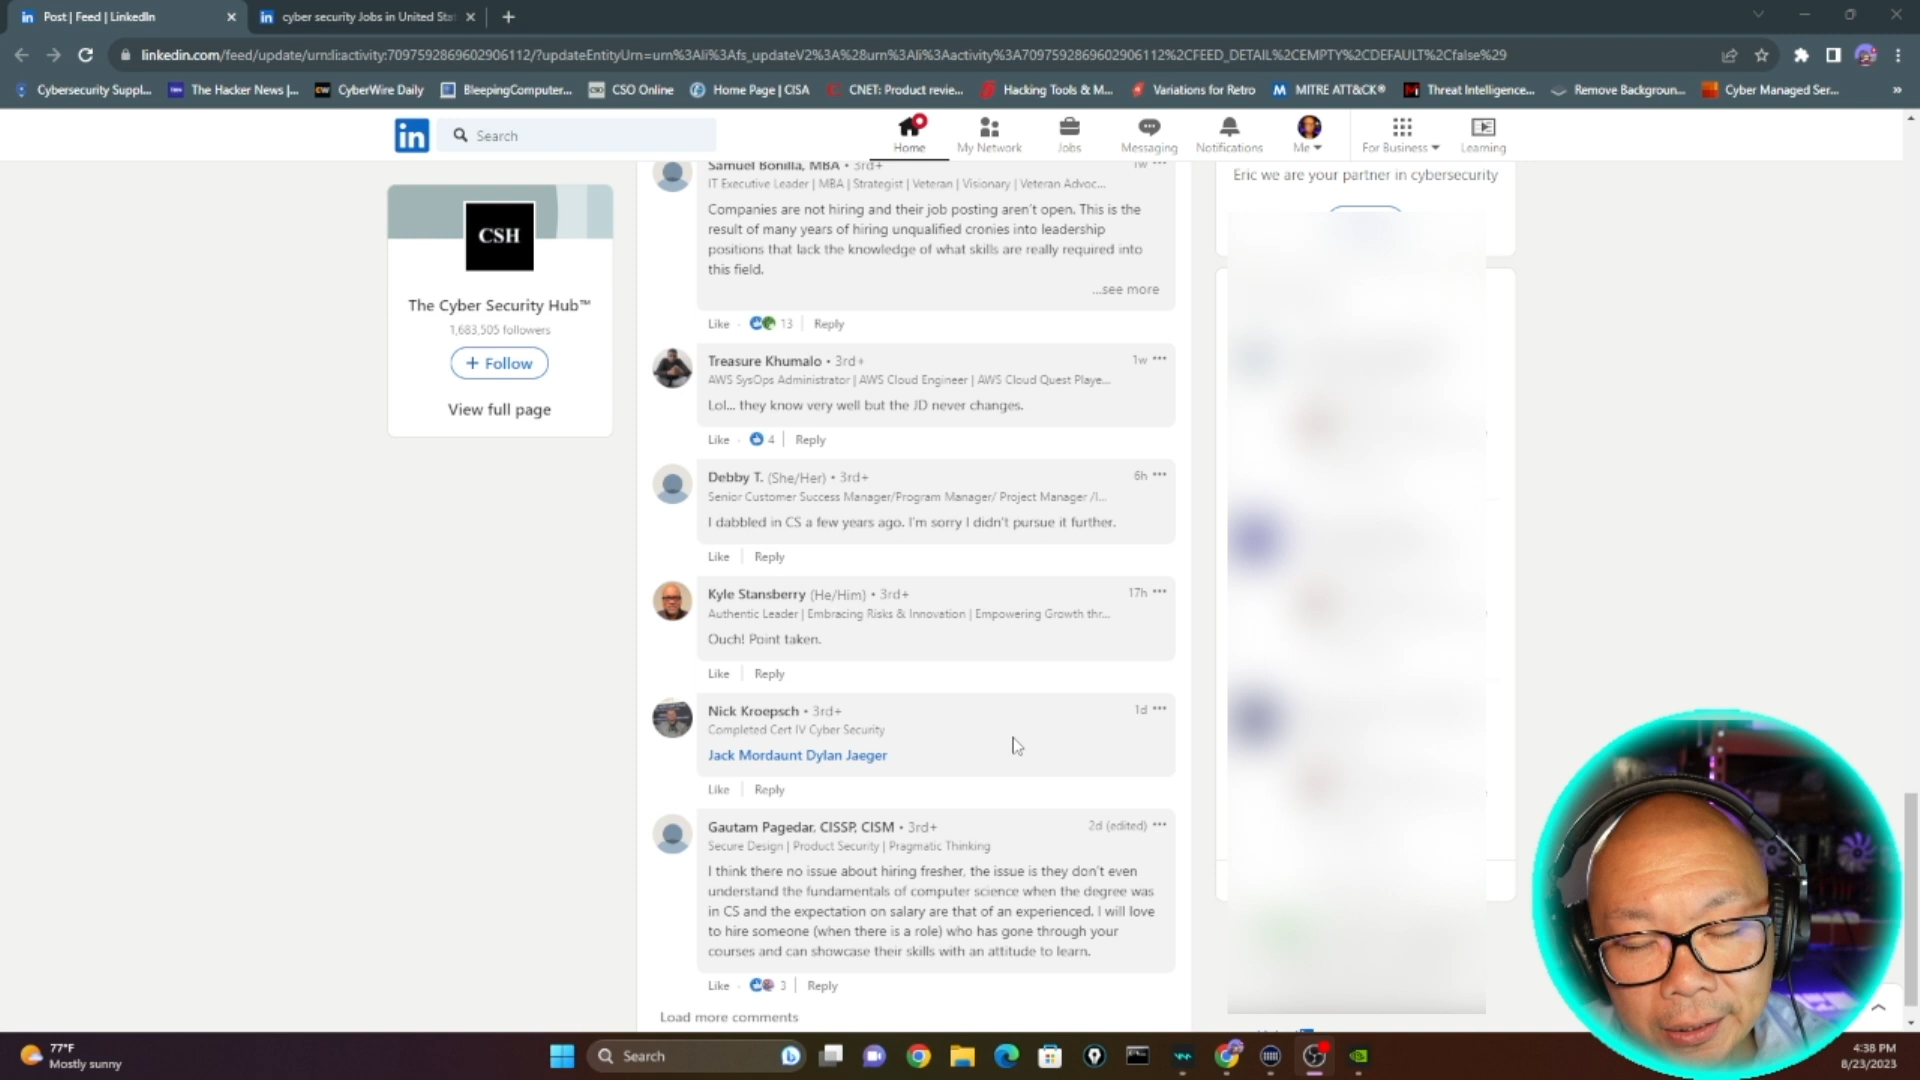 Post | Feed | LinkedIn
cyber security Jobs in United Stat
linkedin.com/feed/update/urn:li:activity:7097592869602906112/?updateEntityUrn=urn%3Ali%3Afs_updateV2%3A%28urn%3Ali%3Aactivity%3A7097592869602906112%2CFEED_DETAIL%2CEMPTY%2CDEFAULT%2Cfalse%29
Cybersecurity Suppl... The Hacker News |... CyberWire Daily BleepingComputer... CSO Online Home Page | CISA CNET: Product revie... Hacking Tools & M... Variations for Retro MITRE ATT&CK® Threat Intelligence... Remove Backgroun... Cyber Managed Ser... »
in Search
Home My Network Jobs Messaging Notifications Me For Business Learning
CSH
The Cyber Security Hub™
1,683,505 followers
+ Follow
View full page
Samuel Bonilla, MBA • 3rd+ 1w
IT Executive Leader | MBA | Strategist | Veteran | Visionary | Veteran Advoc...
Companies are not hiring and their job posting aren't open. This is the
result of many years of hiring unqualified cronies into leadership
positions that lack the knowledge of what skills are really required into
this field.
...see more
Like · 13 | Reply
Treasure Khumalo • 3rd+ 1w
AWS SysOps Administrator | AWS Cloud Engineer | AWS Cloud Quest Playe...
Lol... they know very well but the JD never changes.
Like · 4 | Reply
Debby T. (She/Her) • 3rd+ 6h
Senior Customer Success Manager/Program Manager/ Project Manager /I...
I dabbled in CS a few years ago. I'm sorry I didn't pursue it further.
Like | Reply
Kyle Stansberry (He/Him) • 3rd+ 17h
Authentic Leader | Embracing Risks & Innovation | Empowering Growth thr...
Ouch! Point taken.
Like | Reply
Nick Kroepsch • 3rd+ 1d
Completed Cert IV Cyber Security
Jack Mordaunt Dylan Jaeger
Like | Reply
Gautam Pagedar, CISSP, CISM • 3rd+ 2d (edited)
Secure Design | Product Security | Pragmatic Thinking
I think there no issue about hiring fresher, the issue is they don't even
understand the fundamentals of computer science when the degree was
in CS and the expectation on salary are that of an experienced. I will love
to hire someone (when there is a role) who has gone through your
courses and can showcase their skills with an attitude to learn.
Like · 3 | Reply
Load more comments
Eric we are your partner in cybersecurity
77°F
Mostly sunny
Search
4:38 PM
8/23/2023